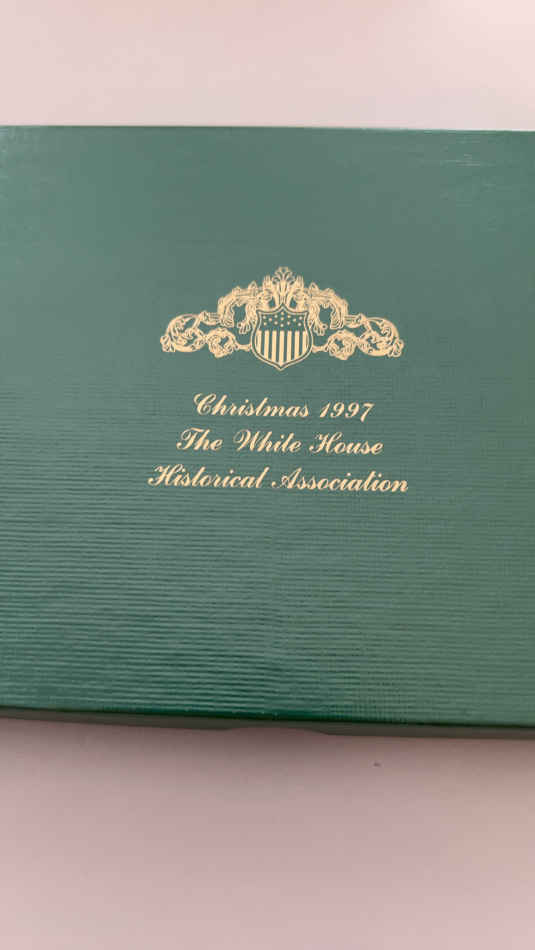 Christmas 1997
The White House
Historical Association